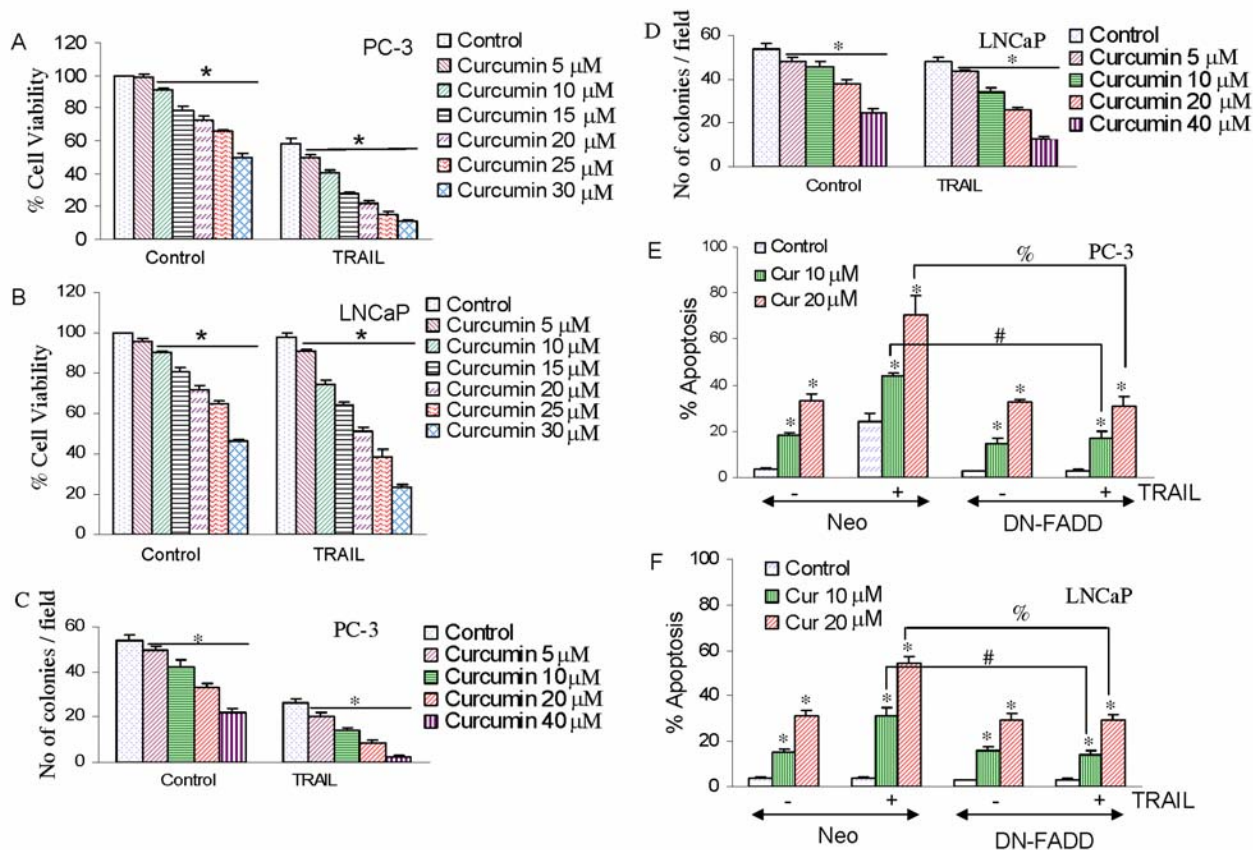 A
PC-3
% Cell Viability
120
100
80
60
40
20
0
*
*
Control
TRAIL
Control
Curcumin 5 µM
Curcumin 10 µM
Curcumin 15 µM
Curcumin 20 µM
Curcumin 25 µM
Curcumin 30 µM
B
LNCaP
% Cell Viability
120
100
80
60
40
20
0
*
*
Control
TRAIL
Control
Curcumin 5 µM
Curcumin 10 µM
Curcumin 15 µM
Curcumin 20 µM
Curcumin 25 µM
Curcumin 30 µM
C
PC-3
No of colonies / field
60
40
20
0
*
*
Control
TRAIL
Control
Curcumin 5 µM
Curcumin 10 µM
Curcumin 20 µM
Curcumin 40 µM
D
LNCaP
No of colonies / field
60
40
20
0
*
*
Control
TRAIL
Control
Curcumin 5 µM
Curcumin 10 µM
Curcumin 20 µM
Curcumin 40 µM
E
PC-3
% Apoptosis
100
80
60
40
20
0
Control
Cur 10 µM
Cur 20 µM
%
#
* * * * * * * *
- + - + TRAIL
Neo DN-FADD
F
LNCaP
% Apoptosis
100
80
60
40
20
0
Control
Cur 10 µM
Cur 20 µM
%
#
* * * * * * * *
- + - + TRAIL
Neo DN-FADD